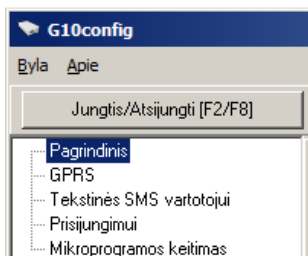 G10config
Byla Apie
Jungtis/Atsijungti [F2/F8]
Pagrindinis
GPRS
Tekstinės SMS vartotojui
Prisijungimui
Mikroprogramos keitimas